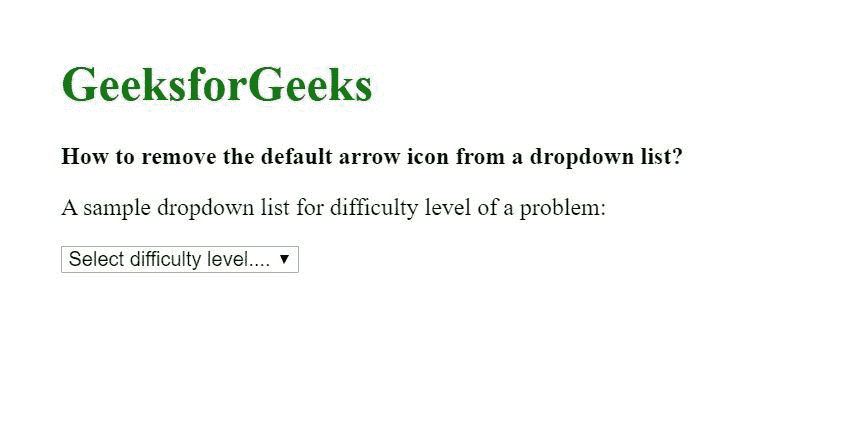 GeeksforGeeks
How to remove the default arrow icon from a dropdown list?
A sample dropdown list for difficulty level of a problem:
Select difficulty level.... ▼